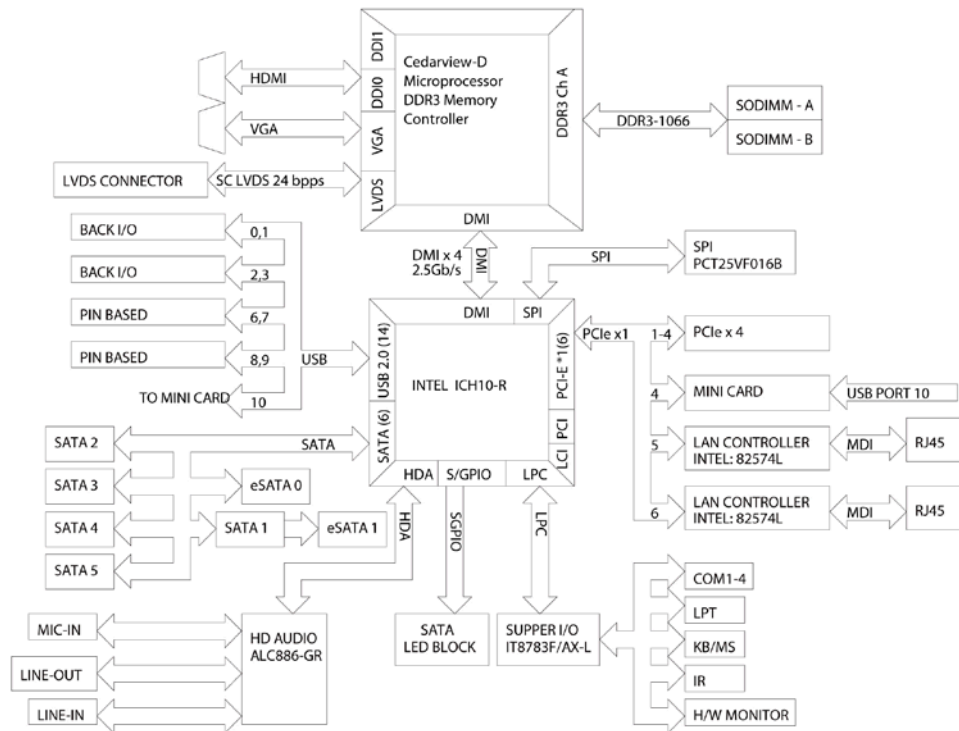 DDI1
DDI0
VGA
LVDS
Cedarview-D
Microprocessor
DDR3 Memory
Controller
DDR3 Ch A
DMI
HDMI
VGA
LVDS CONNECTOR
SC LVDS 24 bpps
DDR3-1066
SODIMM - A
SODIMM - B
BACK I/O
0,1
BACK I/O
2,3
PIN BASED
6,7
PIN BASED
8,9
TO MINI CARD
10
USB
DMI x 4
2.5Gb/s
DMI
SPI
SPI
PCT25VF016B
DMI
SPI
USB 2.0 (14)
SATA (6)
INTEL ICH10-R
PCI-E *1(6)
PCI
LCI
HDA
S/GPIO
LPC
PCIe x1
1-4
PCIe x 4
4
MINI CARD
USB PORT 10
5
LAN CONTROLLER
INTEL: 82574L
MDI
RJ45
6
LAN CONTROLLER
INTEL: 82574L
MDI
RJ45
SATA 2
SATA
SATA 3
eSATA 0
SATA 4
SATA 1
eSATA 1
SATA 5
HDA
SGPIO
LPC
MIC-IN
LINE-OUT
LINE-IN
HD AUDIO
ALC886-GR
SATA
LED BLOCK
SUPPER I/O
IT8783F/AX-L
COM1-4
LPT
KB/MS
IR
H/W MONITOR